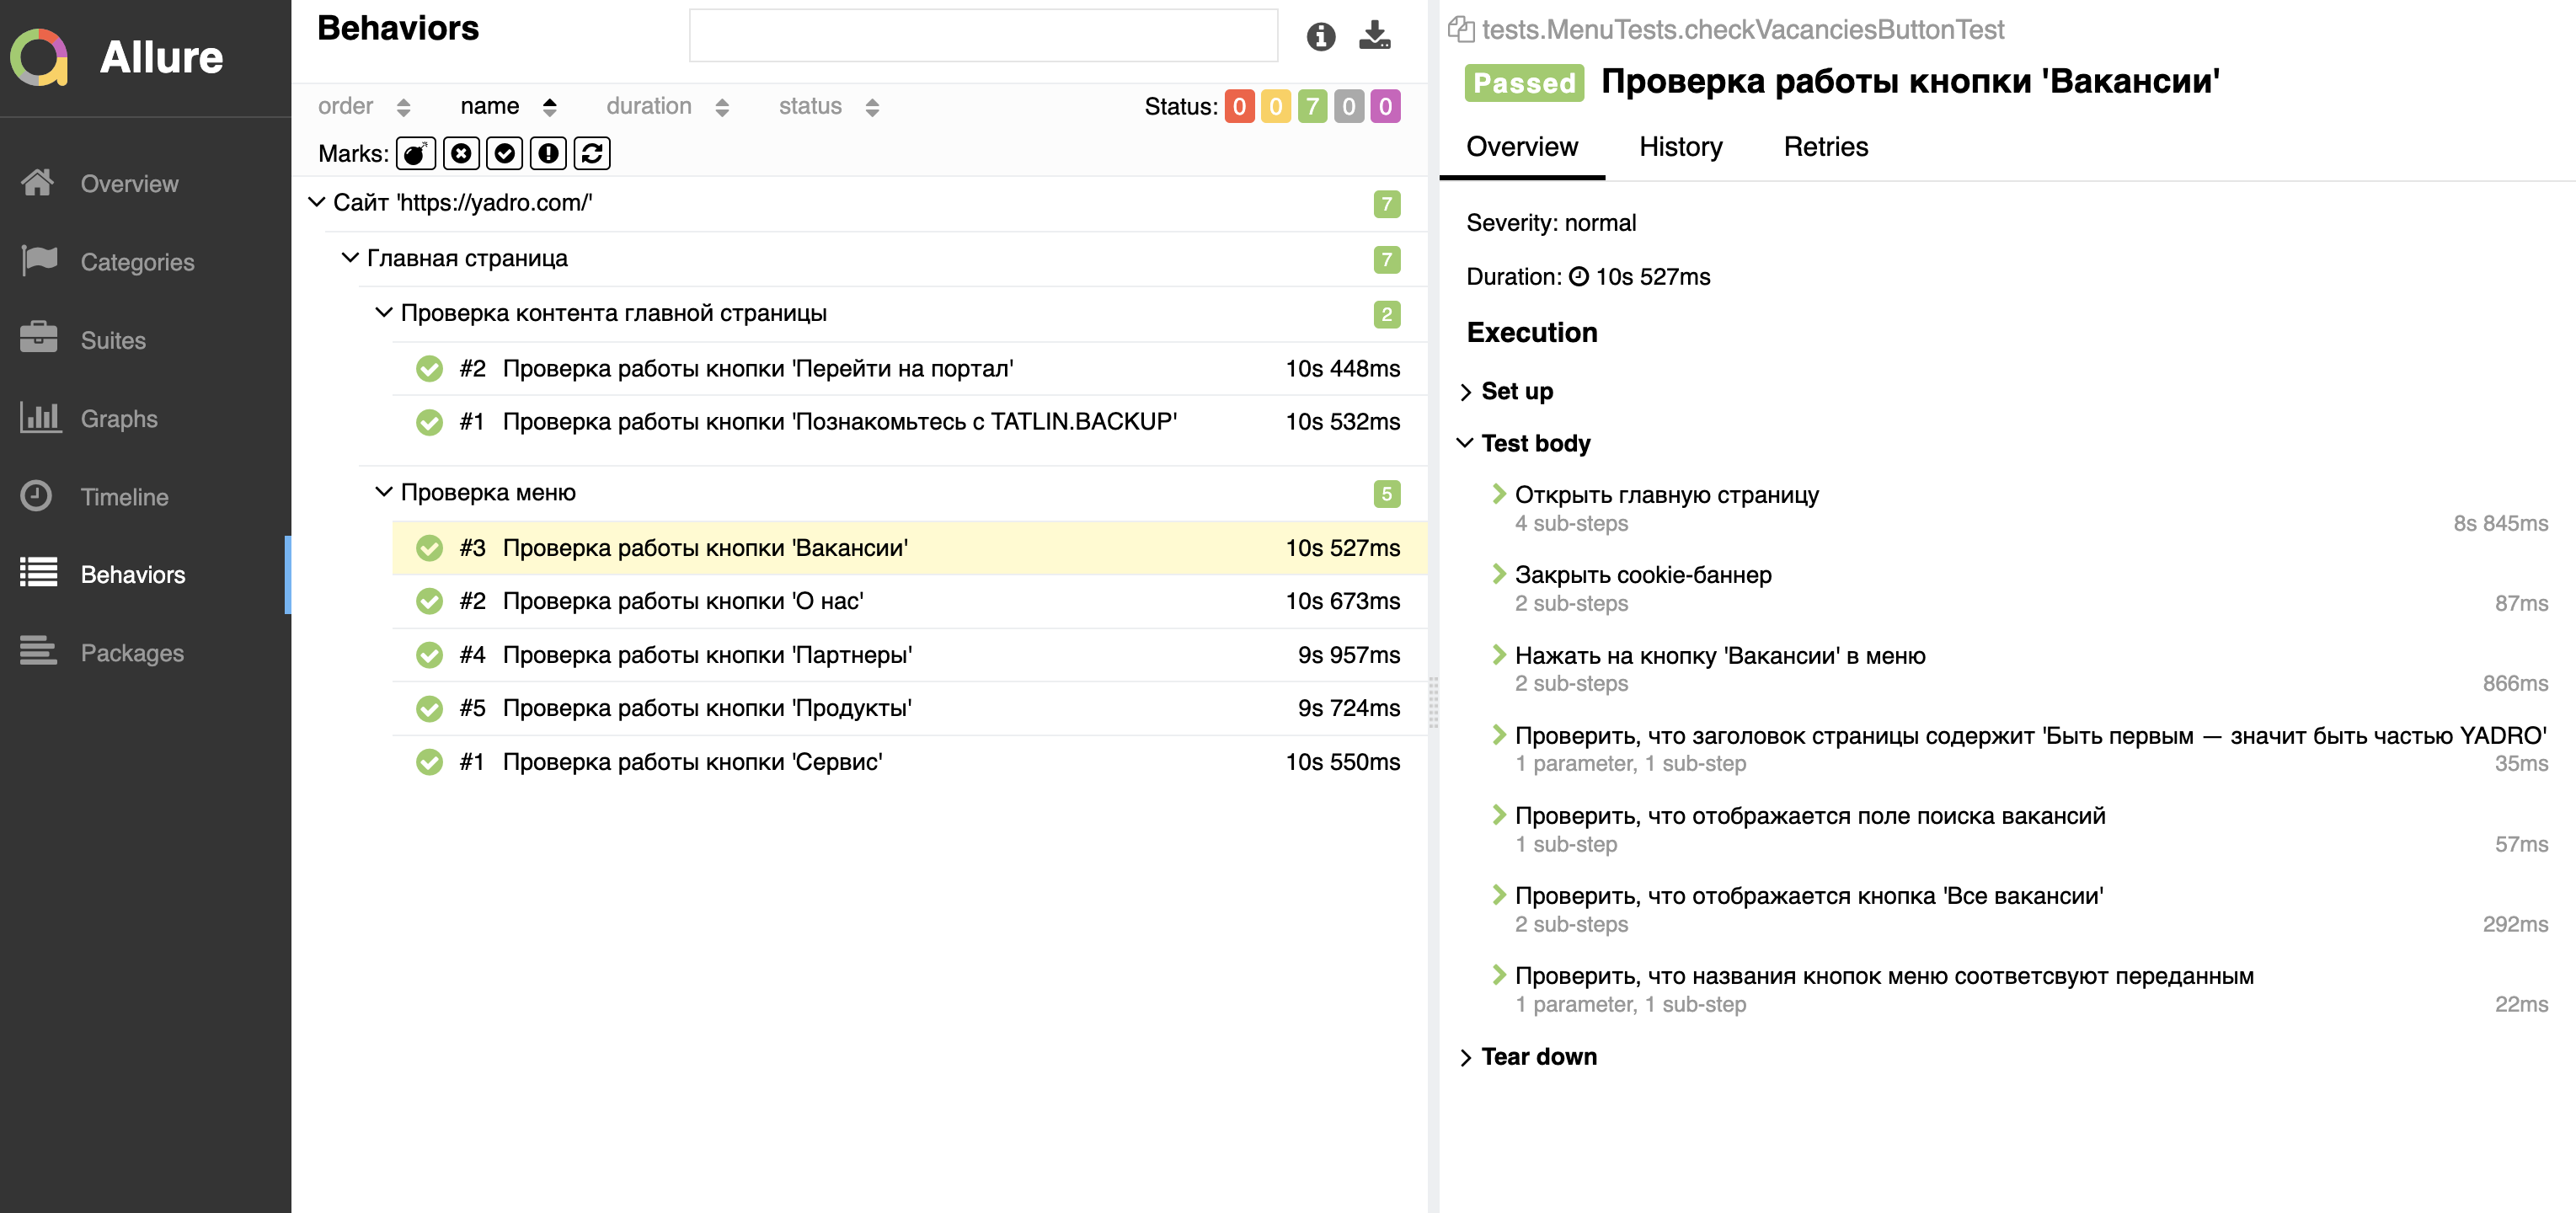 Allure
Overview
Categories
Suites
Graphs
Timeline
Behaviors
Packages
Behaviors
order name duration status Status: 0 0 7 0 0
Marks:
Сайт 'https://yadro.com/' 7
Главная страница 7
Проверка контента главной страницы 2
#2 Проверка работы кнопки 'Перейти на портал' 10s 448ms
#1 Проверка работы кнопки 'Познакомьтесь с TATLIN.BACKUP' 10s 532ms
Проверка меню 5
#3 Проверка работы кнопки 'Вакансии' 10s 527ms
#2 Проверка работы кнопки 'О нас' 10s 673ms
#4 Проверка работы кнопки 'Партнеры' 9s 957ms
#5 Проверка работы кнопки 'Продукты' 9s 724ms
#1 Проверка работы кнопки 'Сервис' 10s 550ms
tests.MenuTests.checkVacanciesButtonTest
Passed Проверка работы кнопки 'Вакансии'
Overview History Retries
Severity: normal
Duration: 10s 527ms
Execution
Set up
Test body
Открыть главную страницу
4 sub-steps 8s 845ms
Закрыть cookie-баннер
2 sub-steps 87ms
Нажать на кнопку 'Вакансии' в меню
2 sub-steps 866ms
Проверить, что заголовок страницы содержит 'Быть первым — значит быть частью YADRO'
1 parameter, 1 sub-step 35ms
Проверить, что отображается поле поиска вакансий
1 sub-step 57ms
Проверить, что отображается кнопка 'Все вакансии'
2 sub-steps 292ms
Проверить, что названия кнопок меню соответсвуют переданным
1 parameter, 1 sub-step 22ms
Tear down